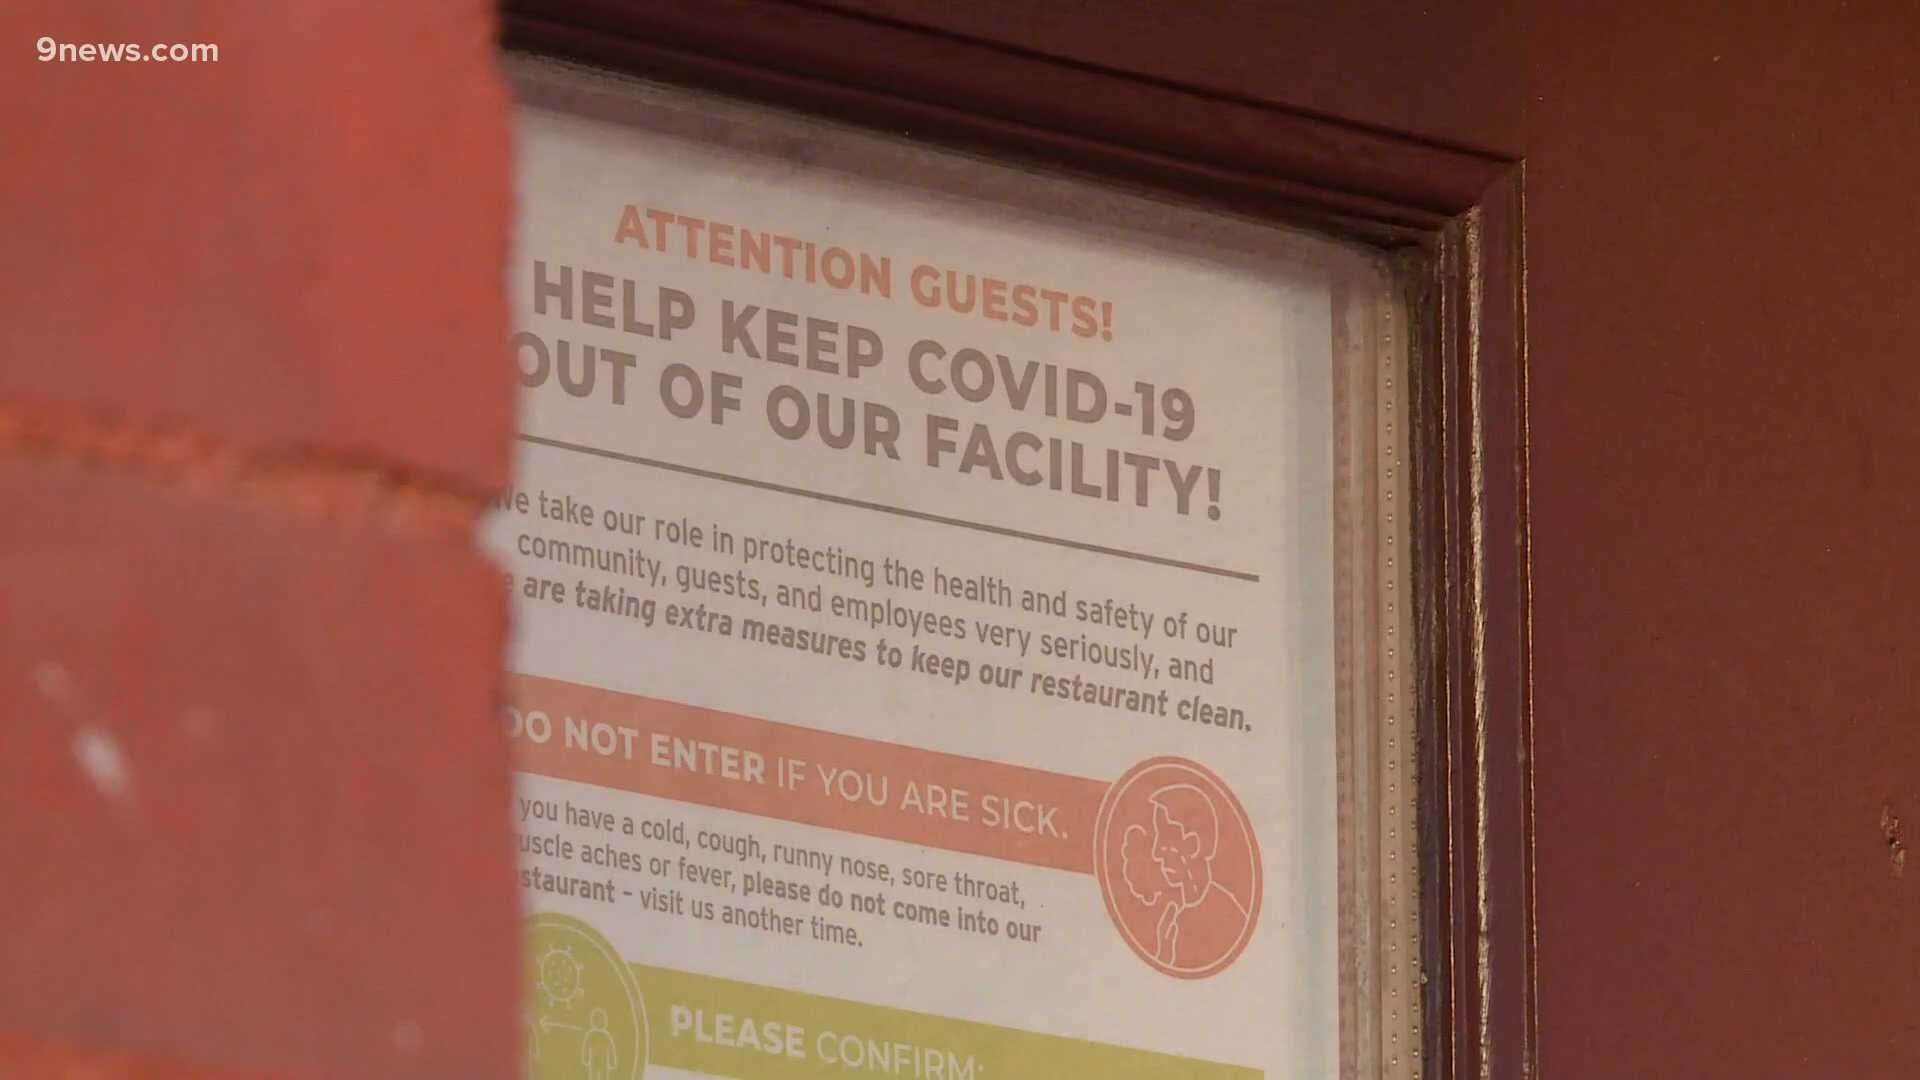 9news.com
ATTENTION GUESTS!
HELP KEEP COVID-19
OUT OF OUR FACILITY!
We take our role in protecting the health and safety of our
community, guests, and employees very seriously, and
are taking extra measures to keep our restaurant clean.
DO NOT ENTER IF YOU ARE SICK.
you have a cold, cough, runny nose, sore throat,
uscle aches or fever, please do not come into our
staurant – visit us another time.
PLEASE CONFIRM: